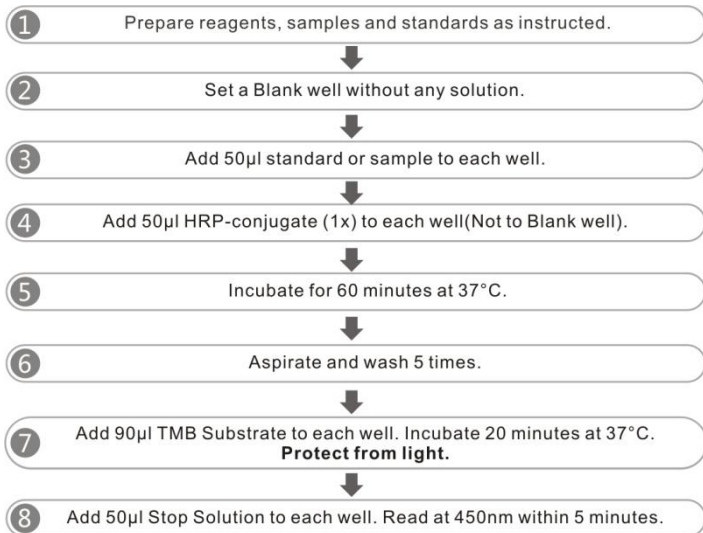 1 Prepare reagents, samples and standards as instructed.
2 Set a Blank well without any solution.
3 Add 50µl standard or sample to each well.
4 Add 50µl HRP-conjugate (1x) to each well(Not to Blank well).
5 Incubate for 60 minutes at 37°C.
6 Aspirate and wash 5 times.
7 Add 90µl TMB Substrate to each well. Incubate 20 minutes at 37°C.
Protect from light.
8 Add 50µl Stop Solution to each well. Read at 450nm within 5 minutes.